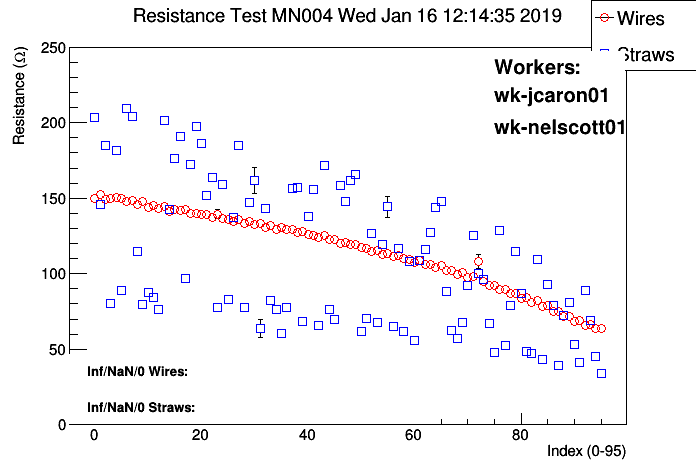 Resistance Test MN004 Wed Jan 16 12:14:35 2019
Wires
Straws
Resistance (Ω)
250
200
150
100
50
0
Workers:
wk-jcaron01
wk-nelscott01
Inf/NaN/0 Wires:
Inf/NaN/0 Straws:
0 20 40 60 80
Index (0-95)